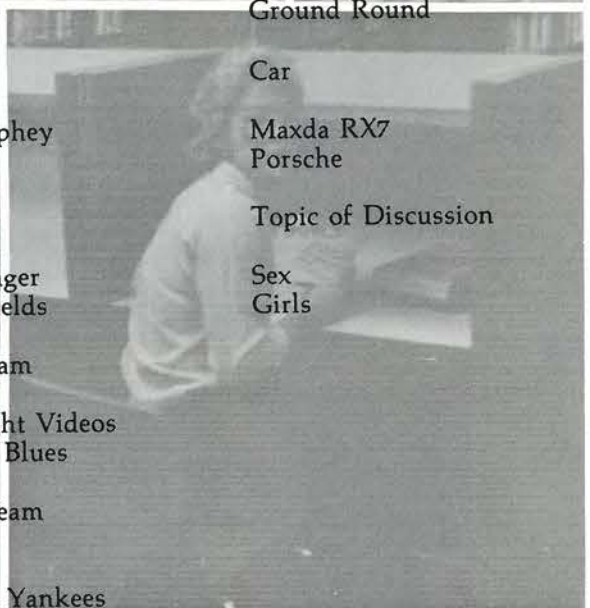 phey
ger
elds
am
ht Videos
Blues
eam
Yankees
Ground Round
Car
Maxda RX7
Porsche
Topic of Discussion
Sex
Girls